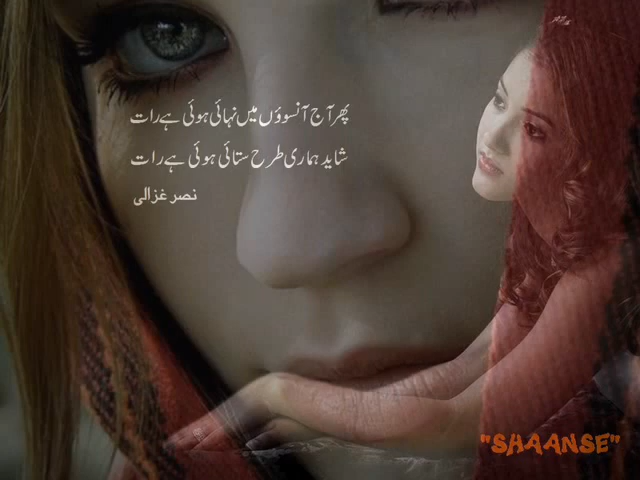 پھر آج آنسوؤں میں نہائی ہوئی ہے رات
شاید ہماری طرح ستائی ہوئی ہے رات
نصر غزالی
"SHAANSE"